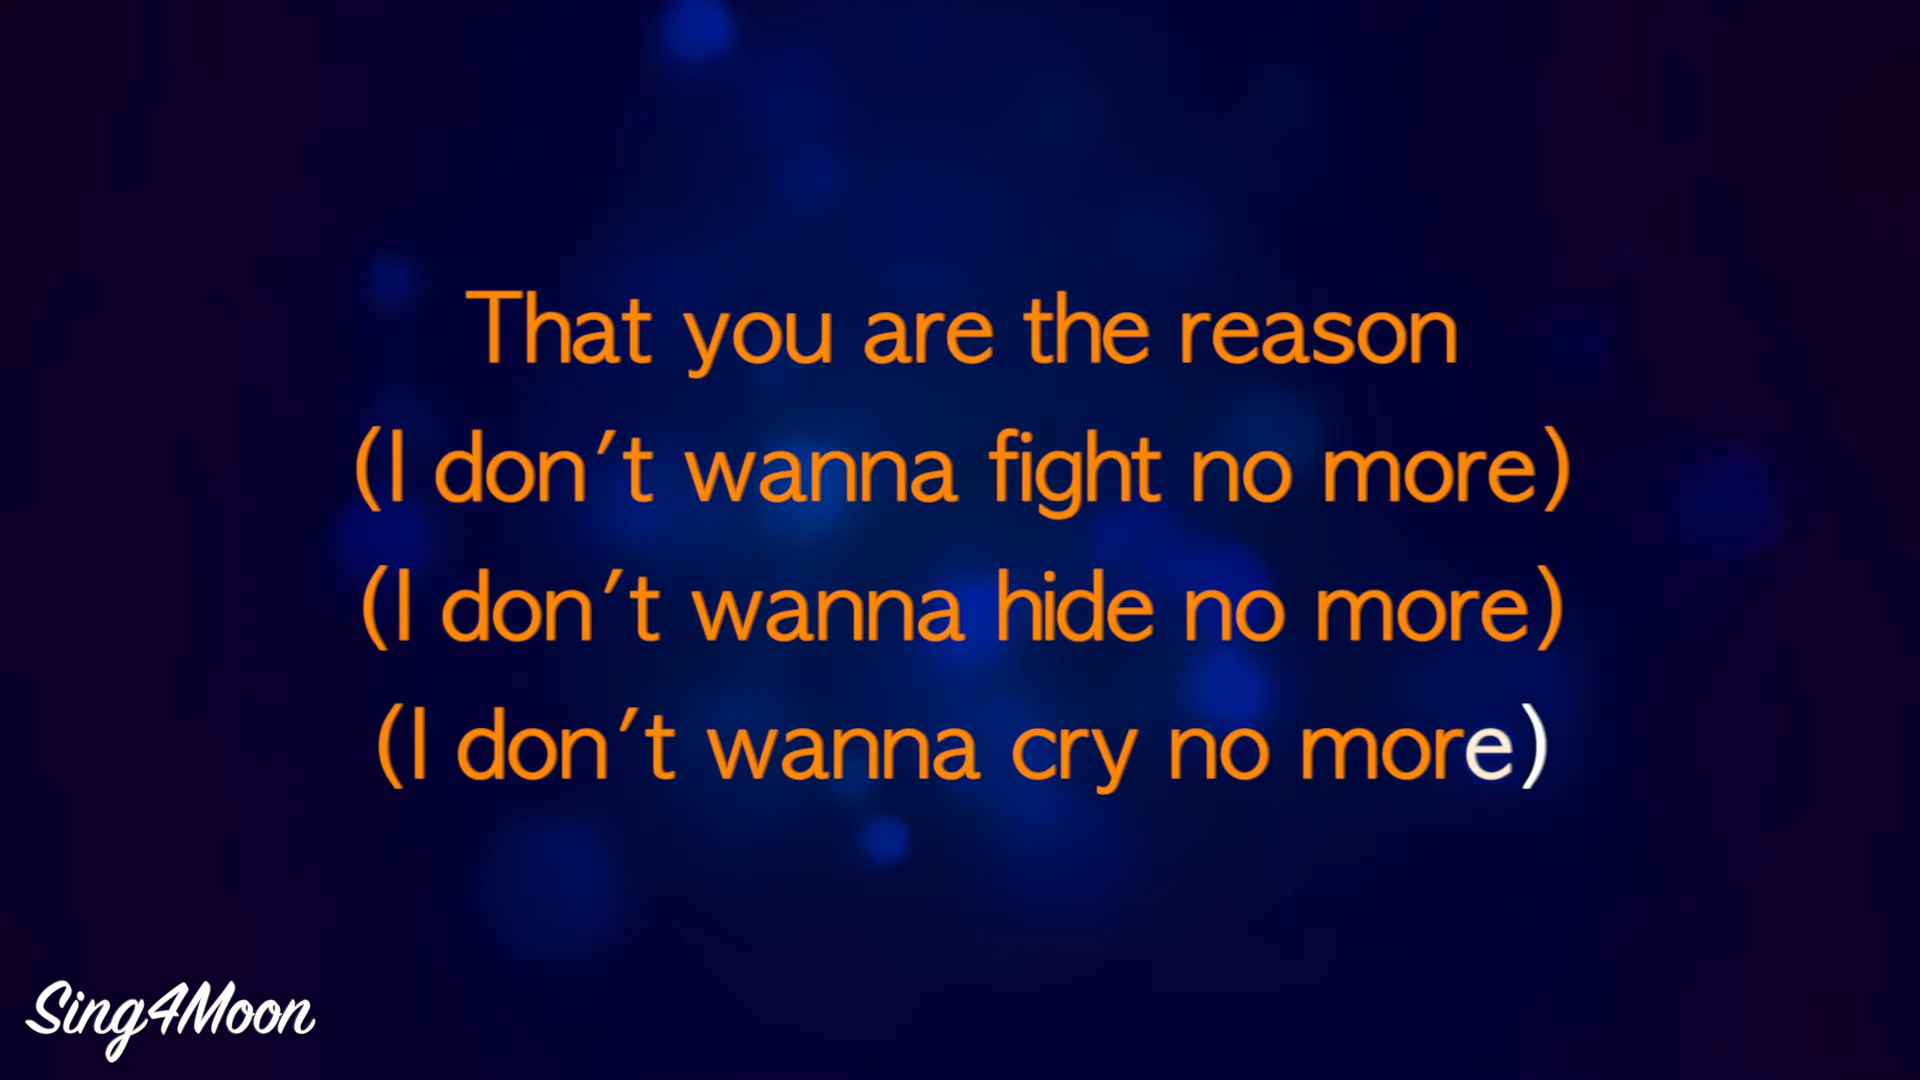 That you are the reason
(I don't wanna fight no more)
(I don't wanna hide no more)
(I don't wanna cry no more)
Sing4Moon